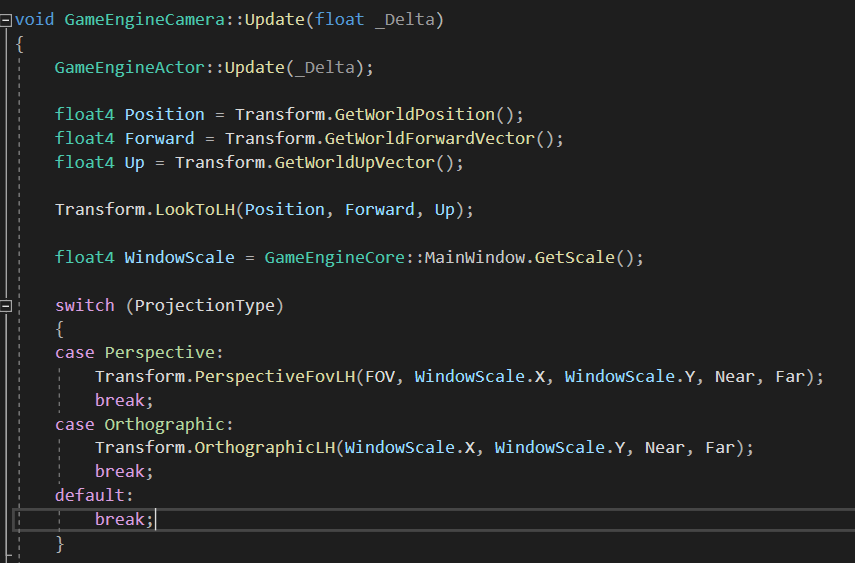 void GameEngineCamera::Update(float _Delta)
{
GameEngineActor::Update(_Delta);
float4 Position = Transform.GetWorldPosition();
float4 Forward = Transform.GetWorldForwardVector();
float4 Up = Transform.GetWorldUpVector();
Transform.LookToLH(Position, Forward, Up);
float4 WindowScale = GameEngineCore::MainWindow.GetScale();
switch (ProjectionType)
{
case Perspective:
Transform.PerspectiveFovLH(FOV, WindowScale.X, WindowScale.Y, Near, Far);
break;
case Orthographic:
Transform.OrthographicLH(WindowScale.X, WindowScale.Y, Near, Far);
break;
default:
break;
}